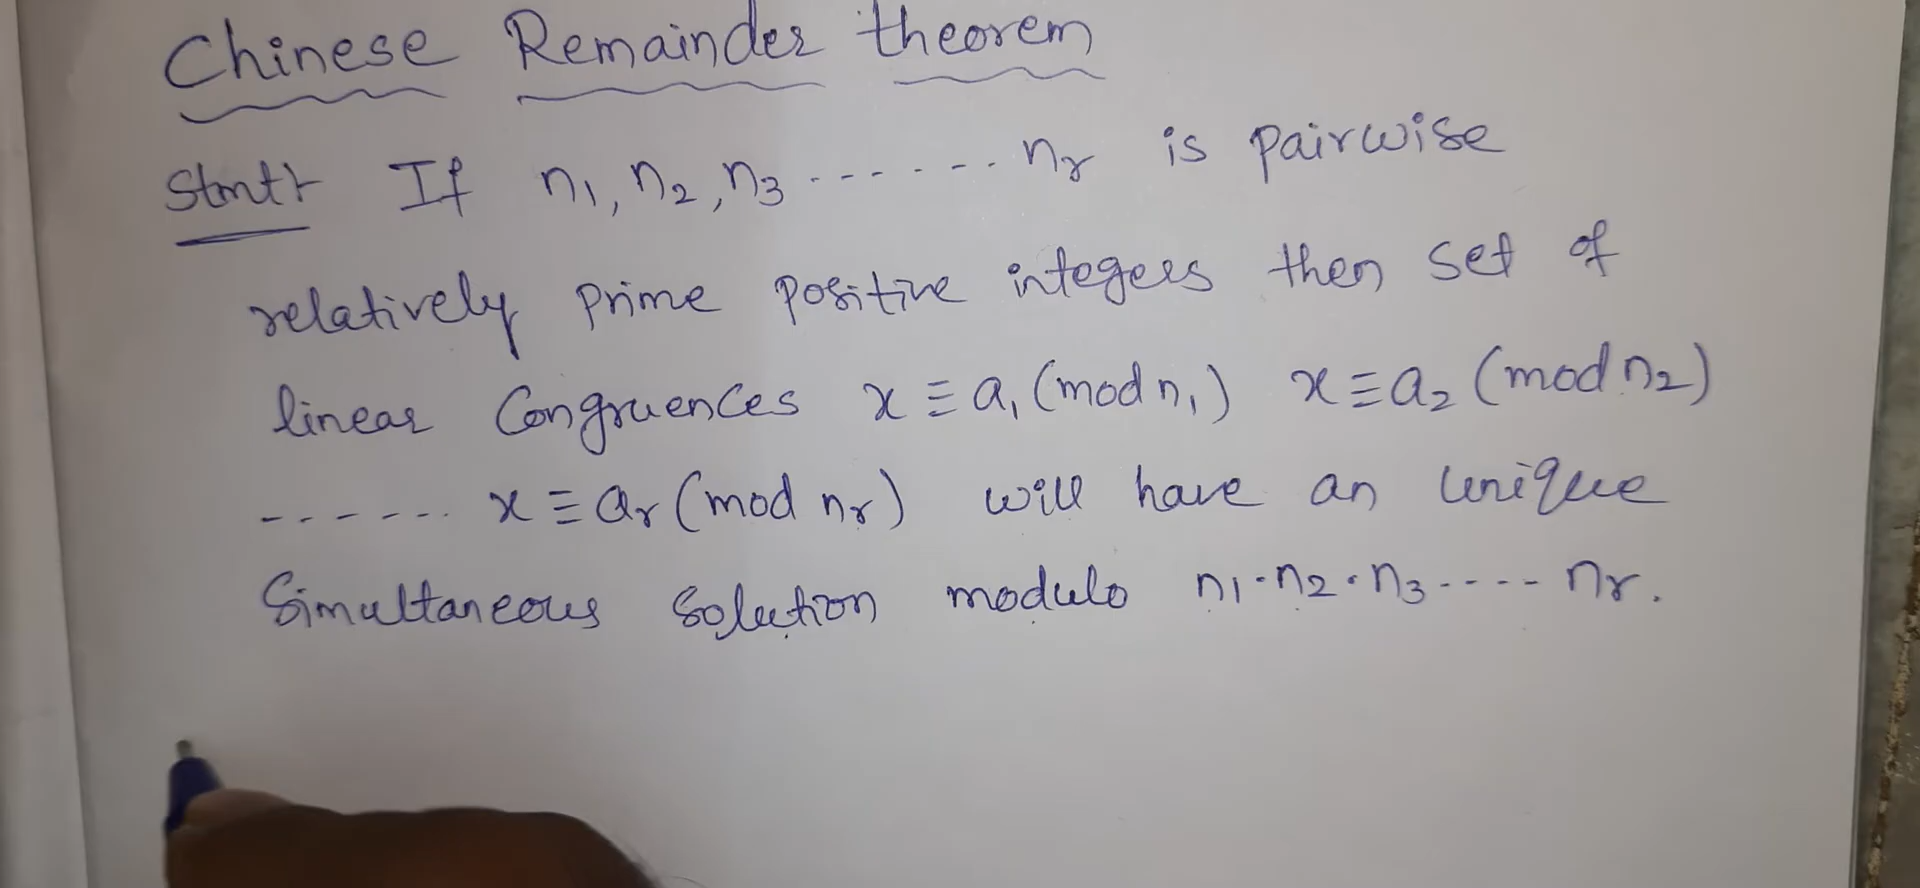 Chinese Remainder theorem
Stmt:- If n1, n2, n3 ....... nr is pairwise
relatively prime positive integers then set of
linear Congruences x ≡ a1 (mod n1) x ≡ a2 (mod n2)
------- x ≡ ar (mod nr) will have an unique
Simultaneous Solution modulo n1·n2·n3---- nr.